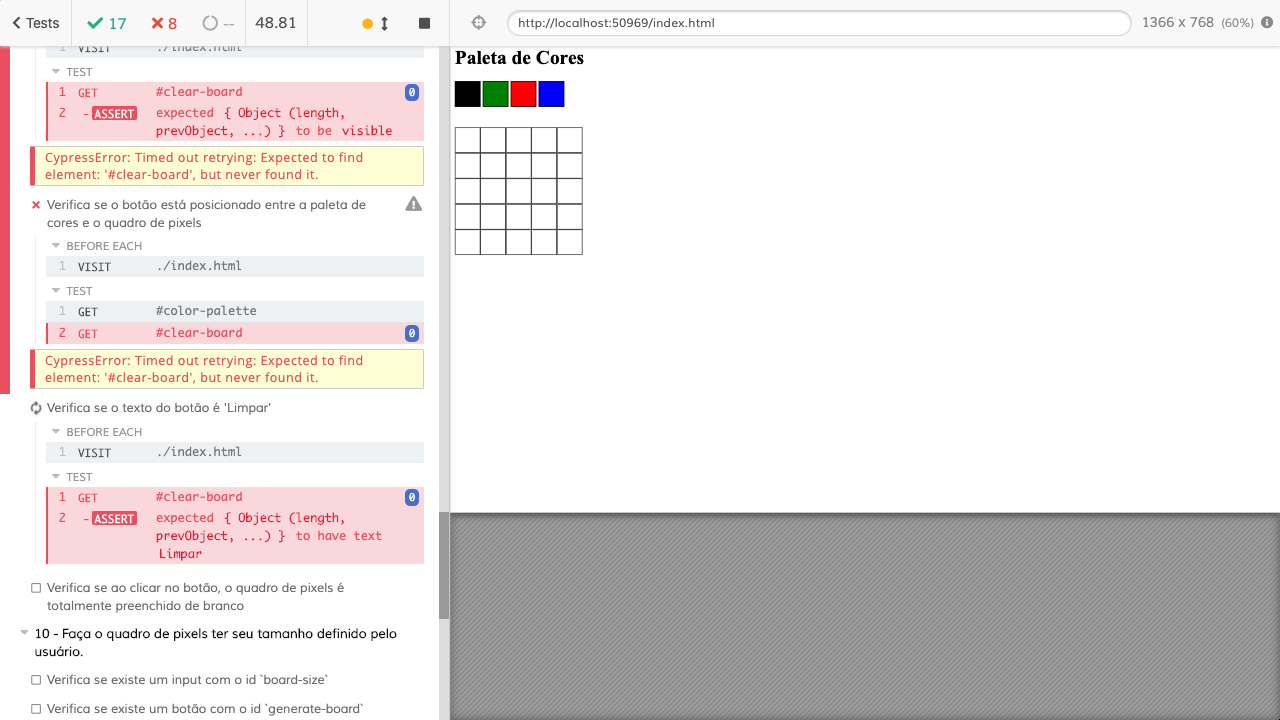 Tests 17 8 -- 48.81 http://localhost:50969/index.html 1366 x 768 (60%)
1 VISIT ./index.html
TEST
1 GET #clear-board 0
2 -ASSERT expected { Object (length,
prevObject, ...) } to be visible
CypressError: Timed out retrying: Expected to find
element: '#clear-board', but never found it.
Verifica se o botão está posicionado entre a paleta de
cores e o quadro de pixels
BEFORE EACH
1 VISIT ./index.html
TEST
1 GET #color-palette
2 GET #clear-board 0
CypressError: Timed out retrying: Expected to find
element: '#clear-board', but never found it.
Verifica se o texto do botão é 'Limpar'
BEFORE EACH
1 VISIT ./index.html
TEST
1 GET #clear-board 0
2 -ASSERT expected { Object (length,
prevObject, ...) } to have text
Limpar
Verifica se ao clicar no botão, o quadro de pixels é
totalmente preenchido de branco
10 - Faça o quadro de pixels ter seu tamanho definido pelo
usuário.
Verifica se existe um input com o id `board-size`
Verifica se existe um botão com o id `generate-board`
Paleta de Cores